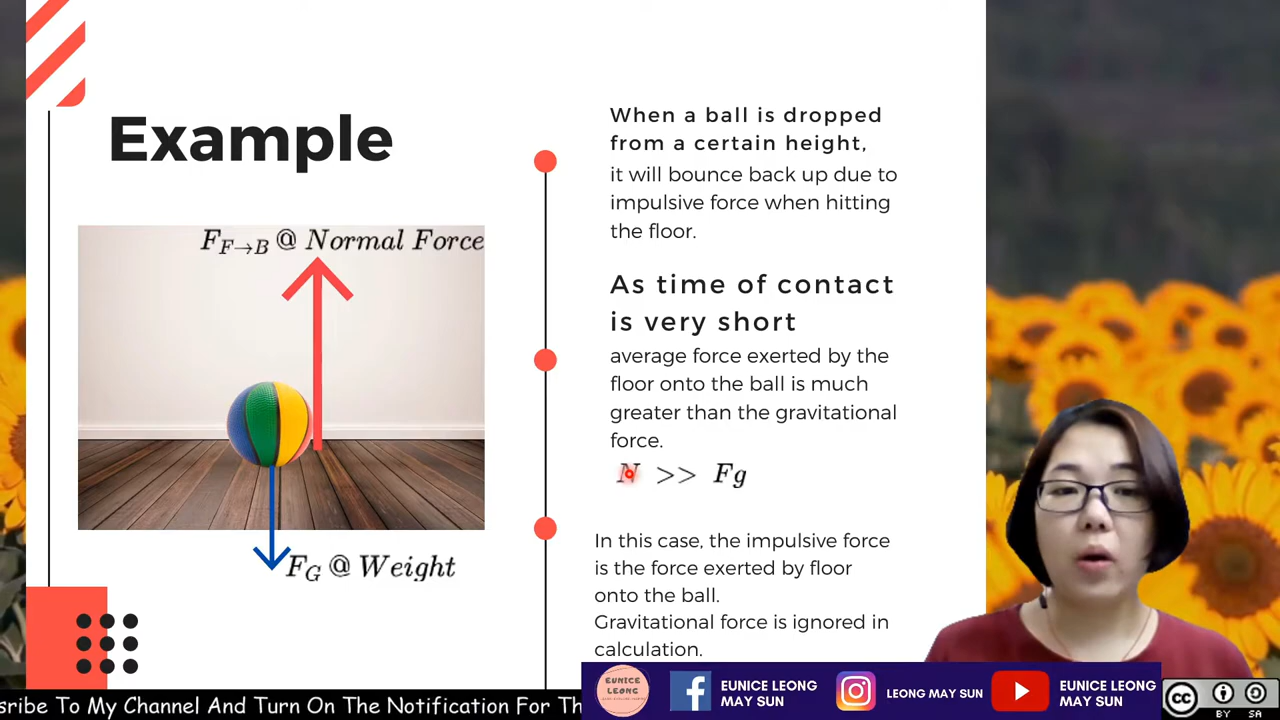 Example
F_F→B @ Normal Force
F_G @ Weight
When a ball is dropped
from a certain height,
it will bounce back up due to
impulsive force when hitting
the floor.
As time of contact
is very short
average force exerted by the
floor onto the ball is much
greater than the gravitational
force.
N >> Fg
In this case, the impulsive force
is the force exerted by floor
onto the ball.
Gravitational force is ignored in
calculation.
To My Channel And Turn On The Notification For
EUNICE
LEONG
EUNICE LEONG
MAY SUN
LEONG MAY SUN
EUNICE LEONG
MAY SUN
cc
BY SA